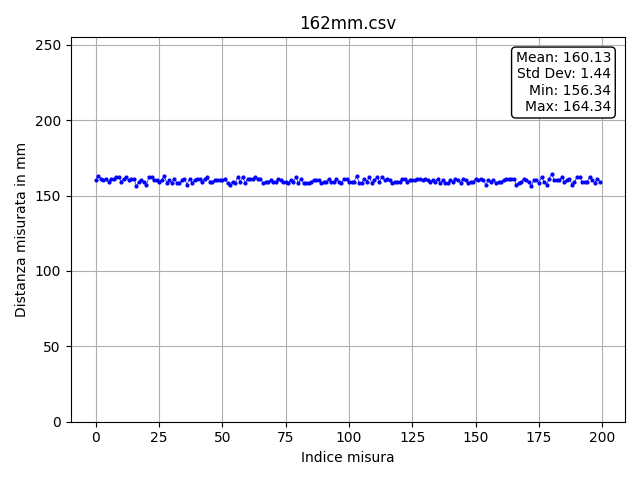 162mm.csv
Mean: 160.13
Std Dev: 1.44
Min: 156.34
Max: 164.34
Distanza misurata in mm
250
200
150
100
50
0
0 25 50 75 100 125 150 175 200
Indice misura